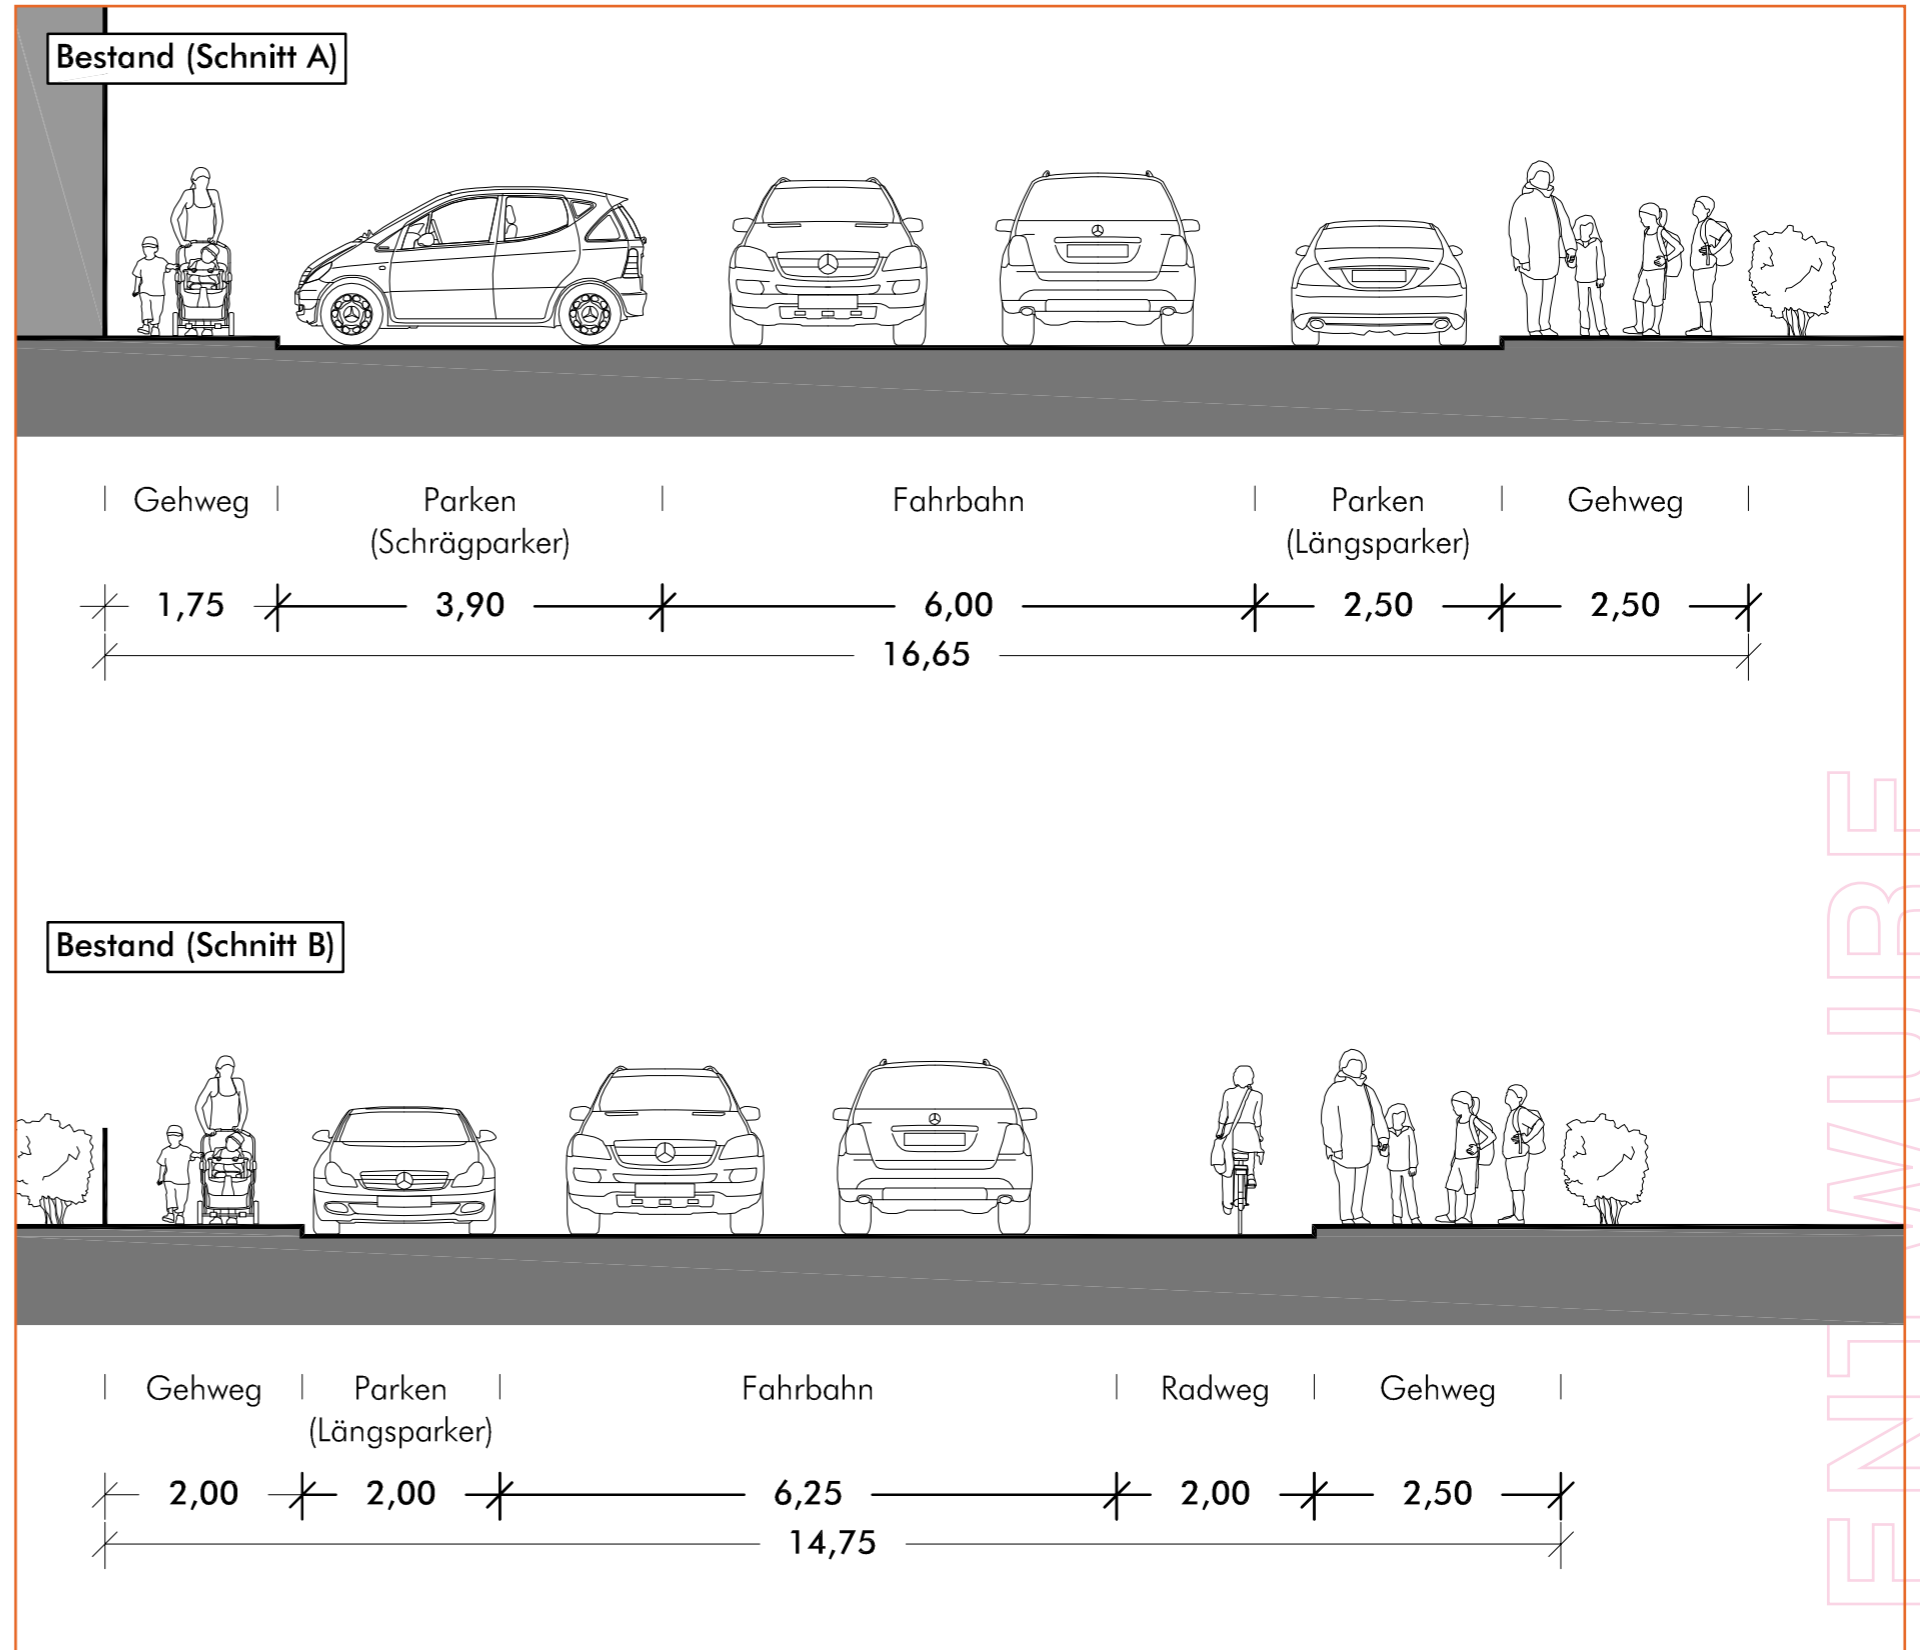 Bestand (Schnitt A)
Gehweg Parken Fahrbahn Parken Gehweg
(Schrägparker) (Längsparker)
1,75 3,90 6,00 2,50 2,50
16,65
Bestand (Schnitt B)
Gehweg Parken Fahrbahn Radweg Gehweg
(Längsparker)
2,00 2,00 6,25 2,00 2,50
14,75